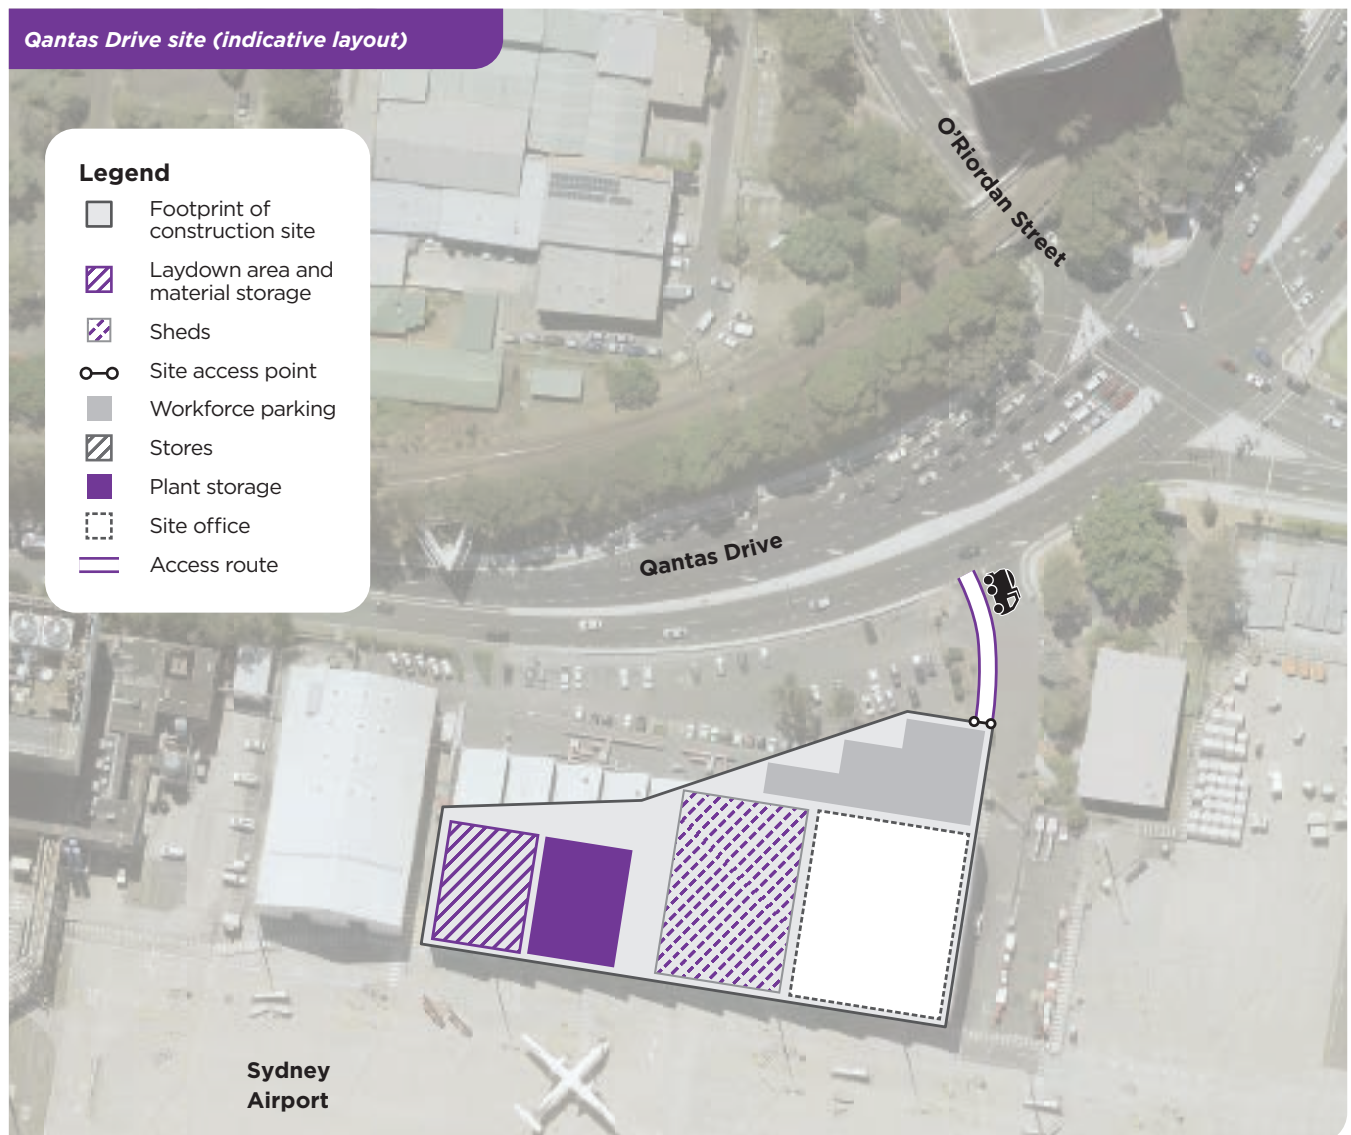 Qantas Drive site (indicative layout)
Legend
Footprint of
construction site
Laydown area and
material storage
Sheds
Site access point
Workforce parking
Stores
Plant storage
Site office
Access route
O'Riordan Street
Qantas Drive
Sydney
Airport